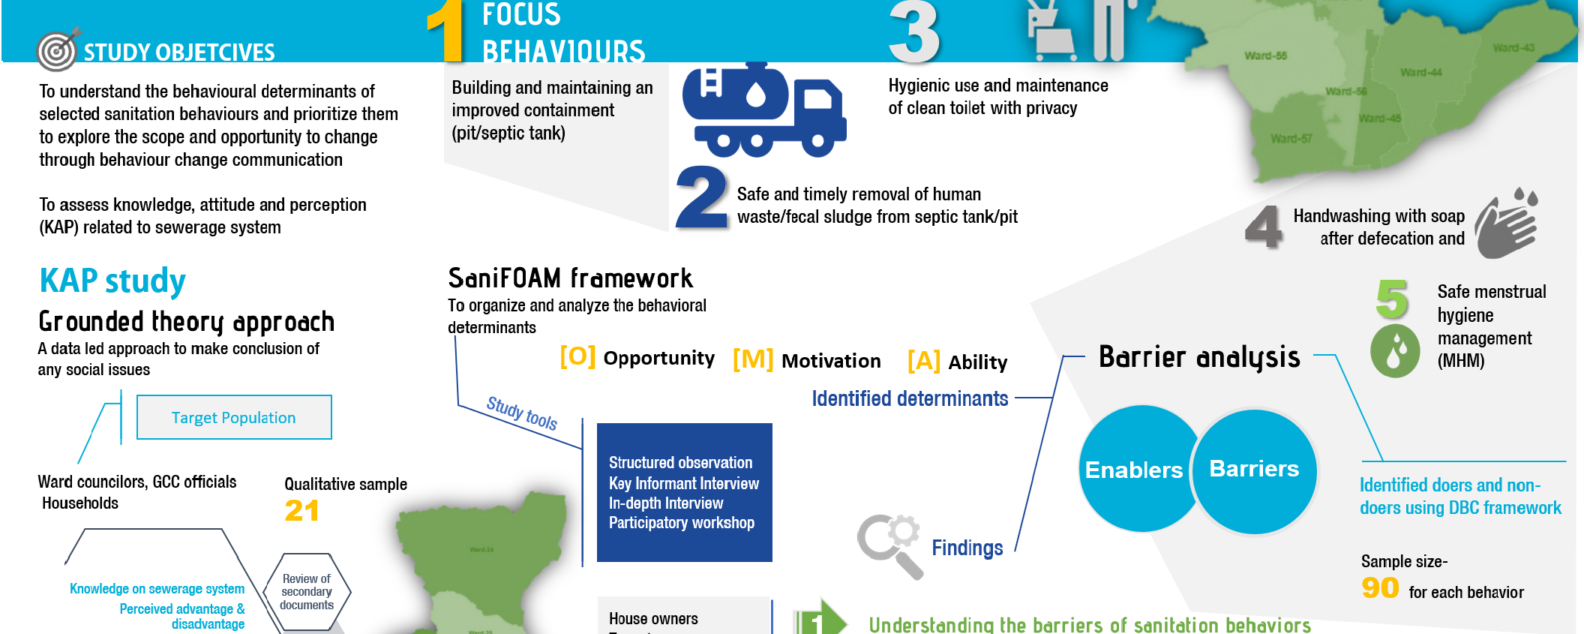 STUDY OBJETCIVES
To understand the behavioural determinants of
selected sanitation behaviours and prioritize them
to explore the scope and opportunity to change
through behaviour change communication
To assess knowledge, attitude and perception
(KAP) related to sewerage system
1
FOCUS
BEHAVIOURS
Building and maintaining an
improved containment
(pit/septic tank)
2
Safe and timely removal of human
waste/fecal sludge from septic tank/pit
3
Hygienic use and maintenance
of clean toilet with privacy
Ward-55
Ward-43
Ward-44
Ward-56
Ward-45
Ward-57
4
Handwashing with soap
after defecation and
5
Safe menstrual
hygiene
management
(MHM)
KAP study
Grounded theory approach
A data led approach to make conclusion of
any social issues
Target Population
Ward councilors, GCC officials
Households
Qualitative sample
21
Review of
secondary
documents
Knowledge on sewerage system
Perceived advantage &
disadvantage
SaniFOAM framework
To organize and analyze the behavioral
determinants
[O] Opportunity [M] Motivation [A] Ability
Identified determinants
Study tools
Structured observation
Key Informant Interview
In-depth Interview
Participatory workshop
House owners
Findings
Barrier analysis
Enablers
Barriers
Identified doers and non-
doers using DBC framework
Sample size-
90 for each behavior
1
Understanding the barriers of sanitation behaviors